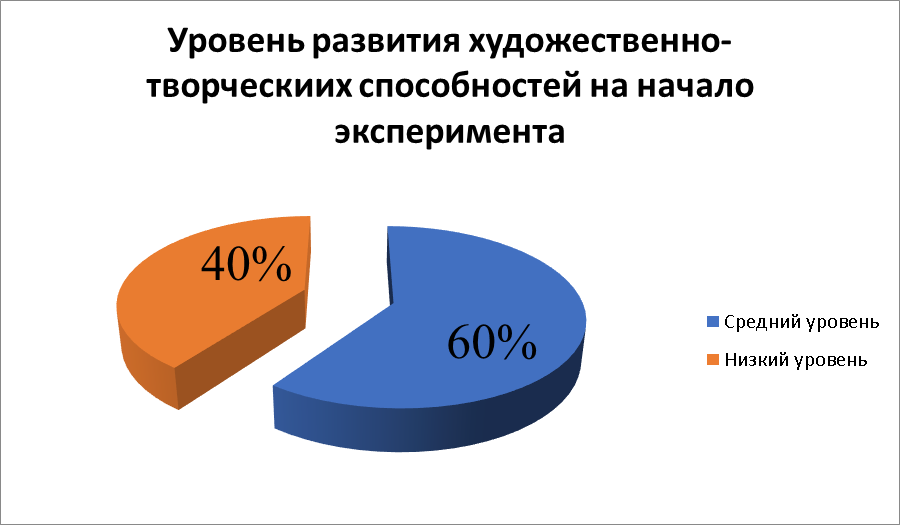 Уровень развития художественно-
творческиих способностей на начало
эксперимента
40%
60%
Средний уровень
Низкий уровень